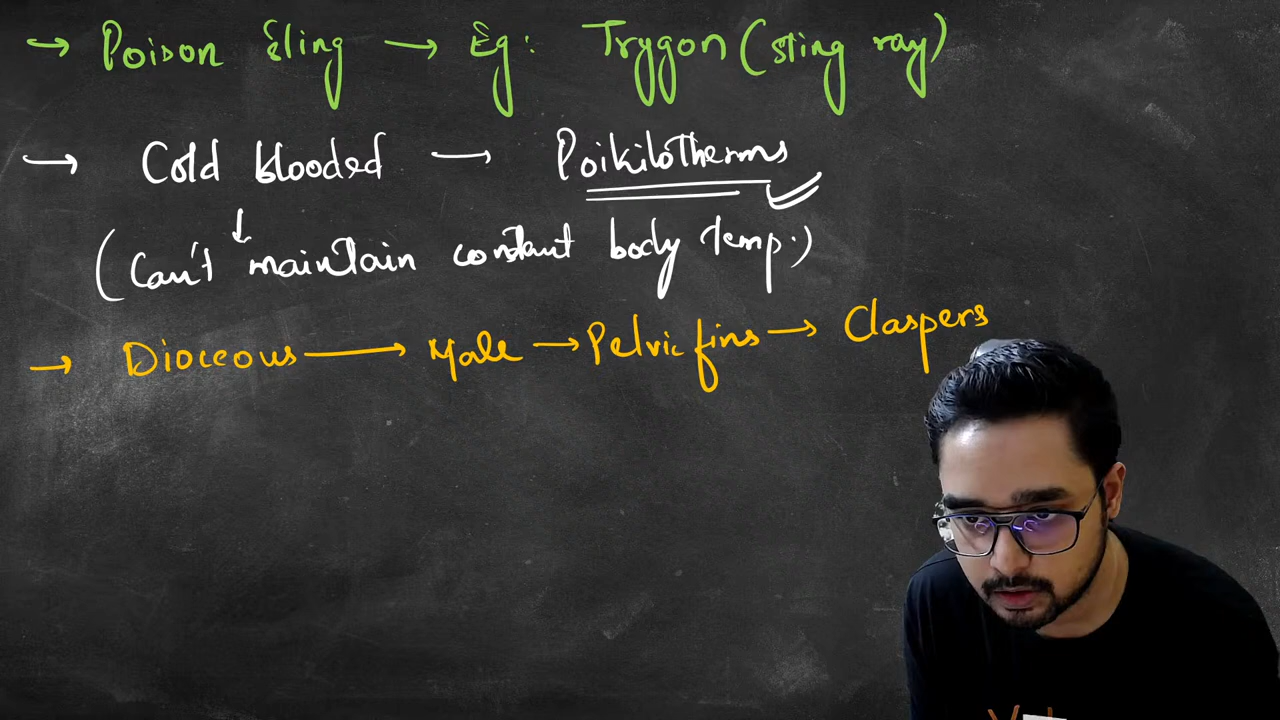 → Poison Sting → Eg: Trygon (sting ray)
→ Cold blooded → Poikilotherms
(Can't maintain constant body temp.)
→ Dioceous → Male → Pelvic fins → Claspers